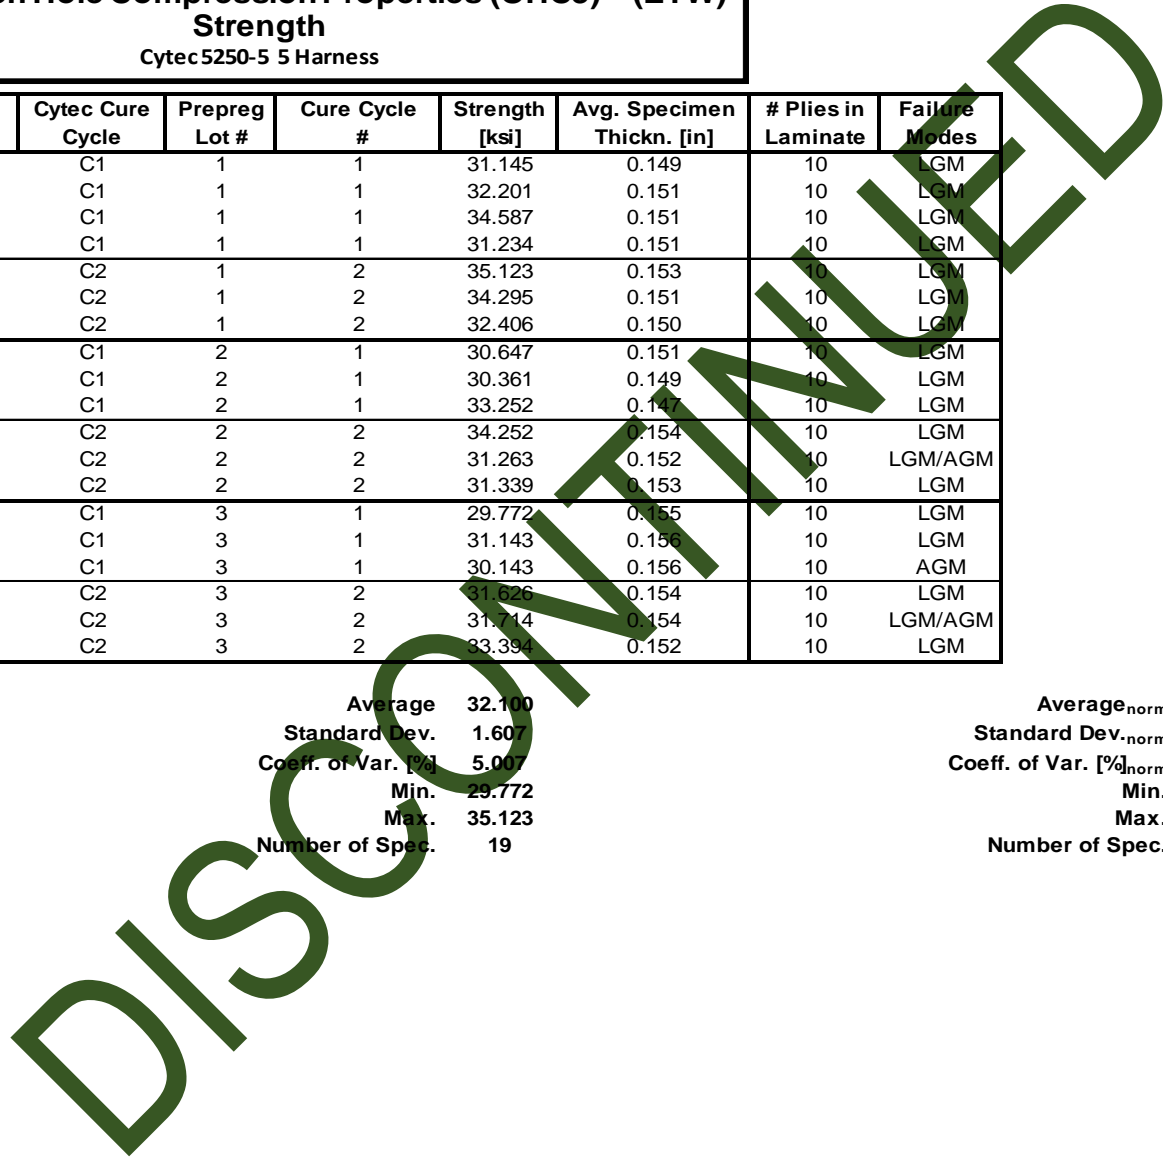 Hole Compression Properties (OHC3) – (ETW)
Strength
Cytec 5250-5 5 Harness
Cytec Cure Cycle Prepreg Lot # Cure Cycle # Strength [ksi] Avg. Specimen Thickn. [in] # Plies in Laminate Failure Modes
C1 1 1 31.145 0.149 10 LGM
C1 1 1 32.201 0.151 10 LGM
C1 1 1 34.587 0.151 10 LGM
C1 1 1 31.234 0.151 10 LGM
C2 1 2 35.123 0.153 10 LGM
C2 1 2 34.295 0.151 10 LGM
C2 1 2 32.406 0.150 10 LGM
C1 2 1 30.647 0.151 10 LGM
C1 2 1 30.361 0.149 10 LGM
C1 2 1 33.252 0.147 10 LGM
C2 2 2 34.252 0.154 10 LGM
C2 2 2 31.263 0.152 10 LGM/AGM
C2 2 2 31.339 0.153 10 LGM
C1 3 1 29.772 0.155 10 LGM
C1 3 1 31.143 0.156 10 LGM
C1 3 1 30.143 0.156 10 AGM
C2 3 2 31.626 0.154 10 LGM
C2 3 2 31.714 0.154 10 LGM/AGM
C2 3 2 33.394 0.152 10 LGM
Average 32.100 Average norm
Standard Dev. 1.607 Standard Dev. norm
Coeff. of Var. [%] 5.007 Coeff. of Var. [%] norm
Min. 29.772 Min.
Max. 35.123 Max.
Number of Spec. 19 Number of Spec.
DISCONTINUED